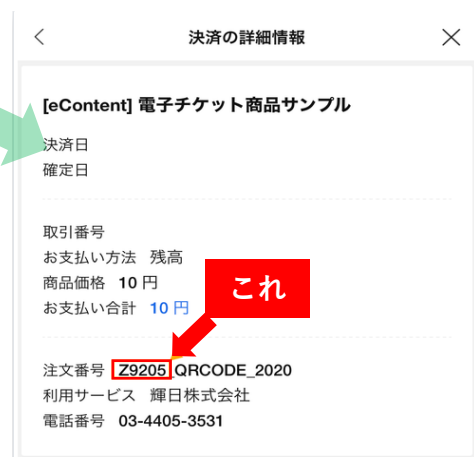 決済の詳細情報
[eContent] 電子チケット商品サンプル
決済日
確定日
取引番号
お支払い方法 残高
商品価格 10 円
お支払い合計 10 円
これ
注文番号 Z9205_QRCODE_2020
利用サービス 輝日株式会社
電話番号 03-4405-3531